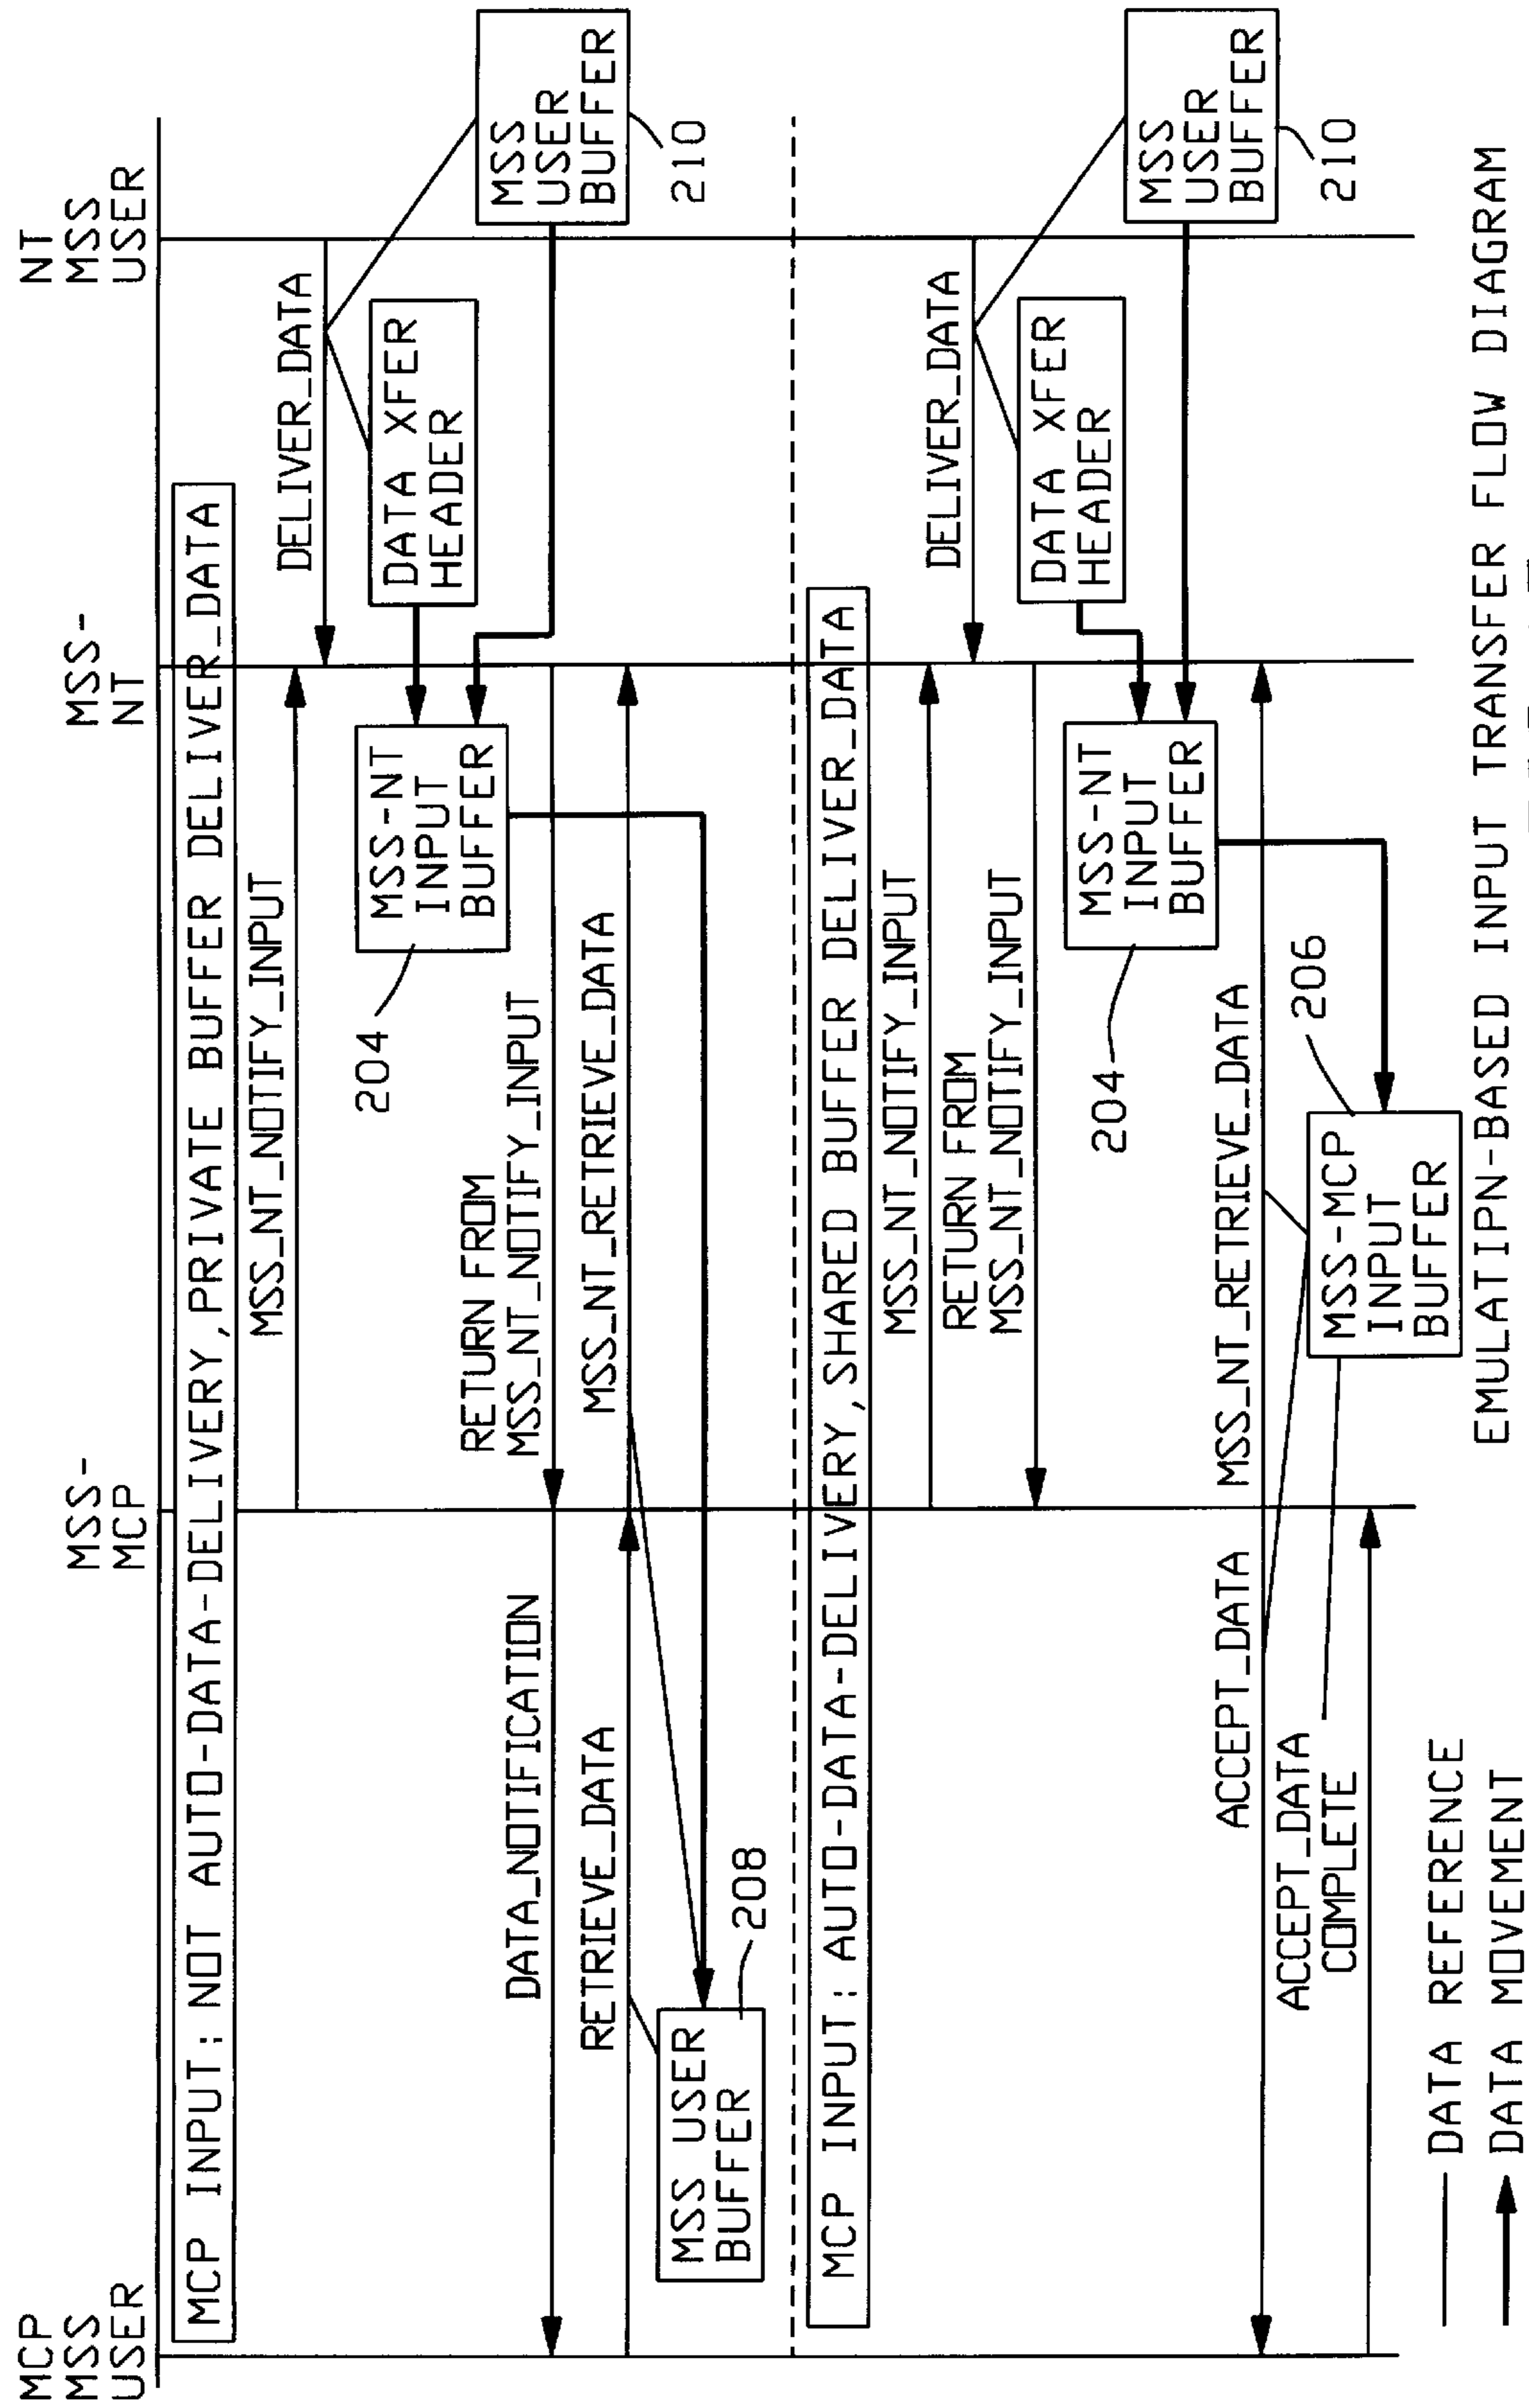 MCP
MSS
USER
MSS-
MCP
MSS-
NT
NT
MSS
USER
MCP INPUT: NOT AUTO-DATA-DELIVERY, PRIVATE BUFFER DELIVER_DATA
MSS_NT_NOTIFY_INPUT
DELIVER_DATA
DATA XFER
HEADER
MSS
USER
BUFFER
210
MSS-NT
INPUT
BUFFER
204
RETURN FROM
MSS_NT_NOTIFY_INPUT
DATA_NOTIFICATION
MSS_NT_RETRIEVE_DATA
RETRIEVE_DATA
MSS USER
BUFFER
208
MCP INPUT: AUTO-DATA-DELIVERY, SHARED BUFFER DELIVER_DATA
MSS_NT_NOTIFY_INPUT
DELIVER_DATA
RETURN FROM
MSS_NT_NOTIFY_INPUT
DATA XFER
HEADER
MSS
USER
BUFFER
210
MSS-NT
INPUT
BUFFER
204
MSS_NT_RETRIEVE_DATA
ACCEPT_DATA
206
MSS-MCP
INPUT
BUFFER
ACCEPT_DATA
COMPLETE
DATA REFERENCE
DATA MOVEMENT
EMULATIPN-BASED INPUT TRANSFER FLOW DIAGRAM